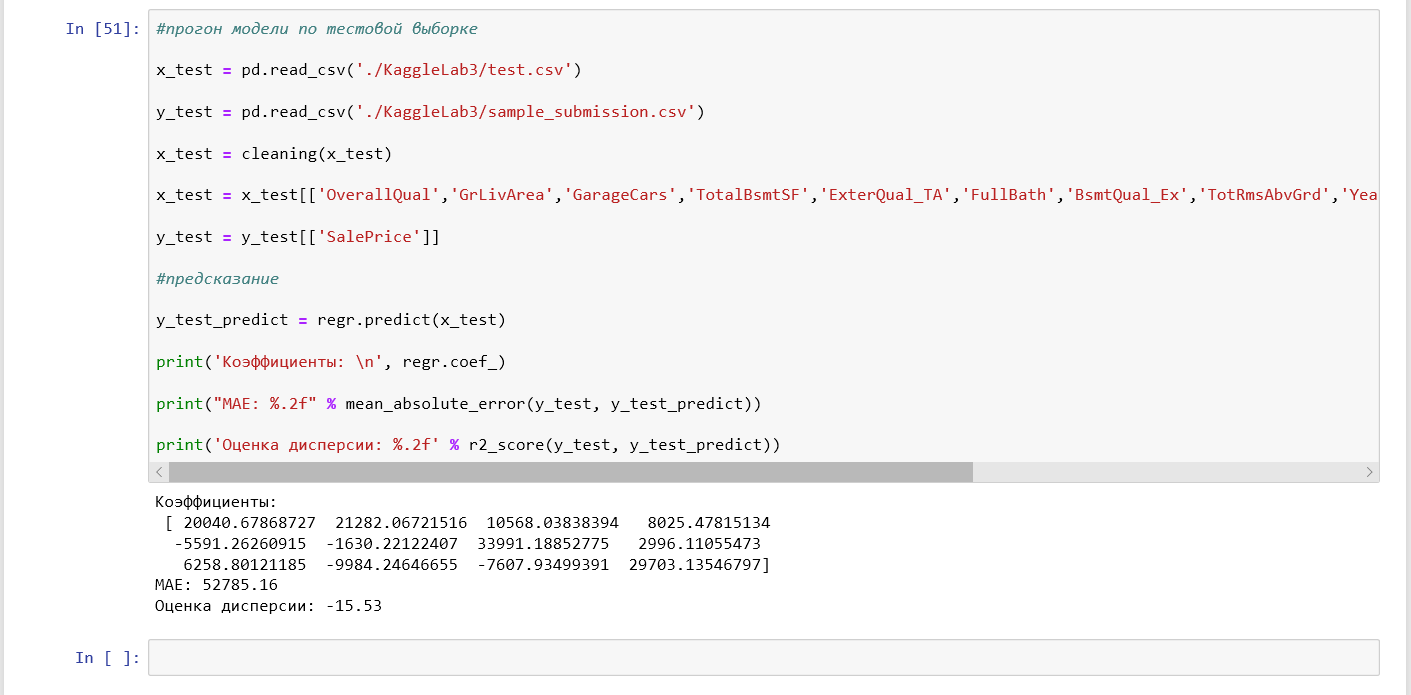 In [51]:
#прогон модели по тестовой выборке
x_test = pd.read_csv('./KaggleLab3/test.csv')
y_test = pd.read_csv('./KaggleLab3/sample_submission.csv')
x_test = cleaning(x_test)
x_test = x_test[['OverallQual','GrLivArea','GarageCars','TotalBsmtSF','ExterQual_TA','FullBath','BsmtQual_Ex','TotRmsAbvGrd','Yea
y_test = y_test[['SalePrice']]
#предсказание
y_test_predict = regr.predict(x_test)
print('Коэффициенты: \n', regr.coef_)
print("MAE: %.2f" % mean_absolute_error(y_test, y_test_predict))
print('Оценка дисперсии: %.2f' % r2_score(y_test, y_test_predict))
Коэффициенты:
[ 20040.67868727 21282.06721516 10568.03838394 8025.47815134
-5591.26260915 -1630.22122407 33991.18852775 2996.11055473
6258.80121185 -9984.24646655 -7607.93499391 29703.13546797]
MAE: 52785.16
Оценка дисперсии: -15.53
In [ ]: